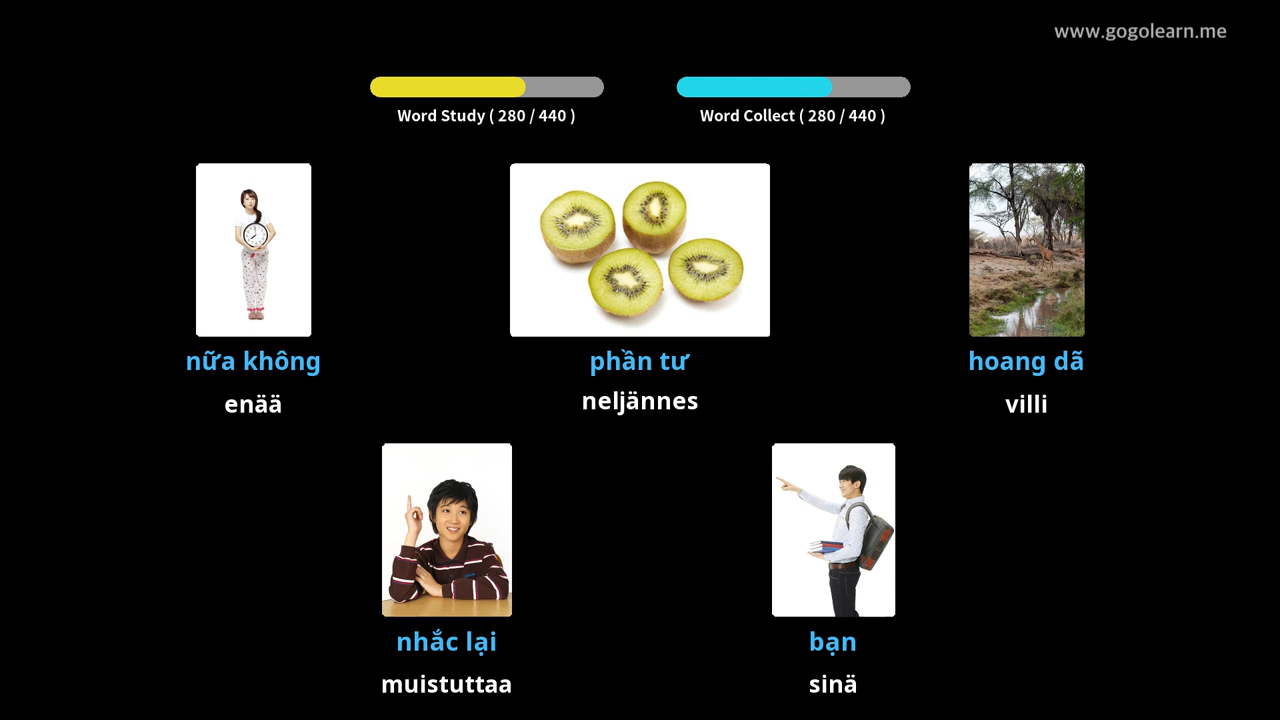 www.gogolearn.me
Word Study ( 280 / 440 )
Word Collect ( 280 / 440 )
nữa không
enää
phần tư
neljännes
hoang dã
villi
nhắc lại
muistuttaa
bạn
sinä